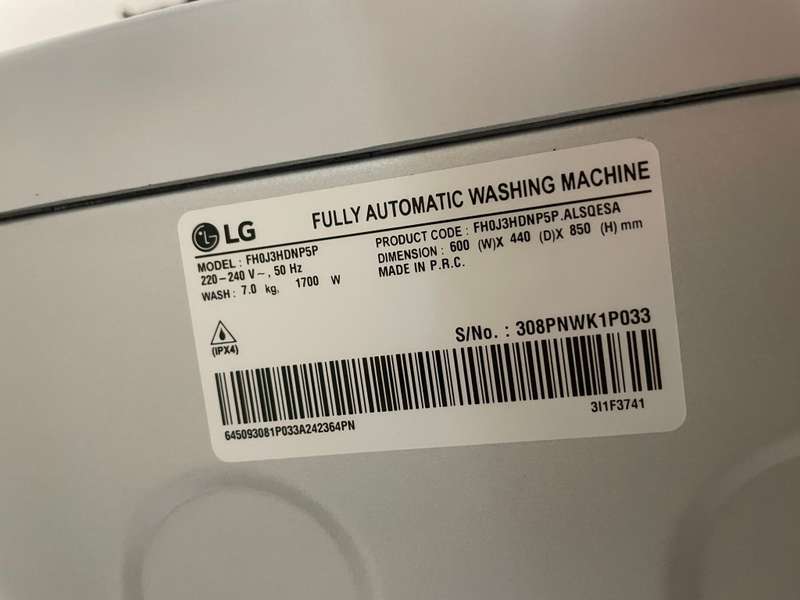 LG FULLY AUTOMATIC WASHING MACHINE
MODEL : FH0J3HDNP5P
220-240 V~, 50 Hz
WASH : 7.0 kg, 1700 W
PRODUCT CODE : FH0J3HDNP5P.ALSQESA
DIMENSION : 600 (W)X 440 (D)X 850 (H) mm
MADE IN P.R.C.
(IPX4)
S/No. : 308PNWK1P033
645093081P033A242364PN
3I1F3741